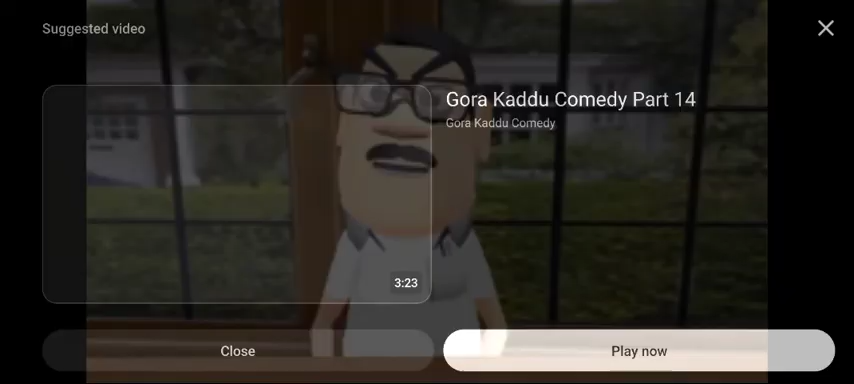 Suggested video
Gora Kaddu Comedy Part 14
Gora Kaddu Comedy
3:23
Close
Play now